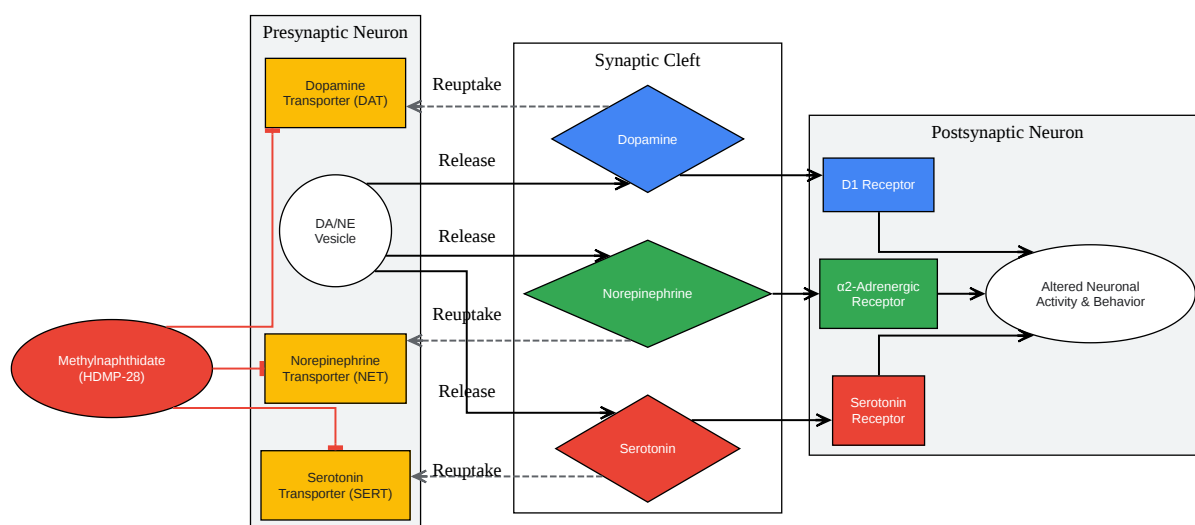 Presynaptic Neuron
Dopamine
Transporter (DAT)
DA/NE
Vesicle
Methylnaphthidate
(HDMP-28)
Norepinephrine
Transporter (NET)
Serotonin
Transporter (SERT)
Reuptake
Release
Release
Reuptake
Release
Reuptake
Synaptic Cleft
Dopamine
Norepinephrine
Serotonin
Postsynaptic Neuron
D1 Receptor
α2-Adrenergic
Receptor
Serotonin
Receptor
Altered Neuronal
Activity & Behavior